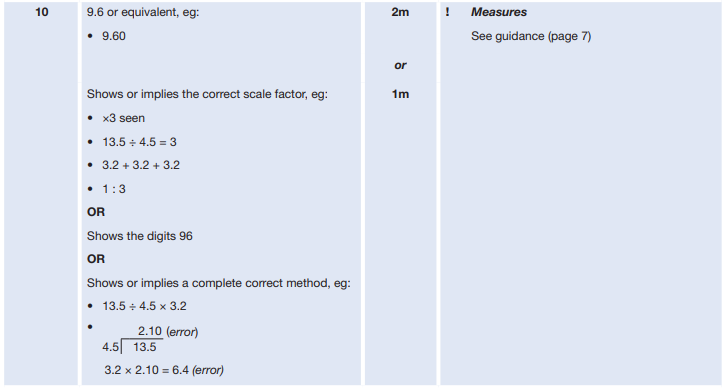 10 9.6 or equivalent, eg: 2m ! Measures
• 9.60 See guidance (page 7)
or
Shows or implies the correct scale factor, eg: 1m
• ×3 seen
• 13.5 ÷ 4.5 = 3
• 3.2 + 3.2 + 3.2
• 1 : 3
OR
Shows the digits 96
OR
Shows or implies a complete correct method, eg:
• 13.5 ÷ 4.5 × 3.2
• 2.10 (error)
4.5 13.5
3.2 × 2.10 = 6.4 (error)